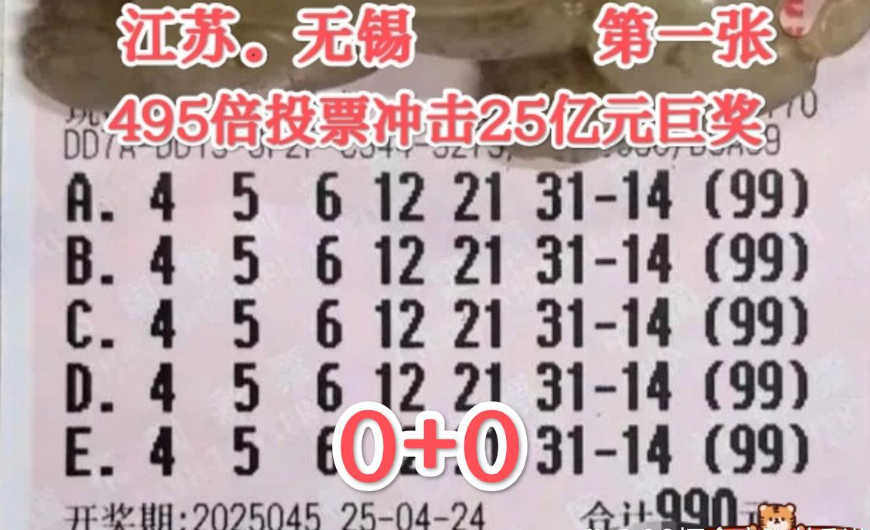 江苏。无锡 第一张
495倍投票冲击25亿元巨奖
A. 4 5 6 12 21 31-14 (99)
B. 4 5 6 12 21 31-14 (99)
C. 4 5 6 12 21 31-14 (99)
D. 4 5 6 12 21 31-14 (99)
E. 4 5 6 31-14 (99)
0+0
开奖期:2025045 25-04-24 合计990元